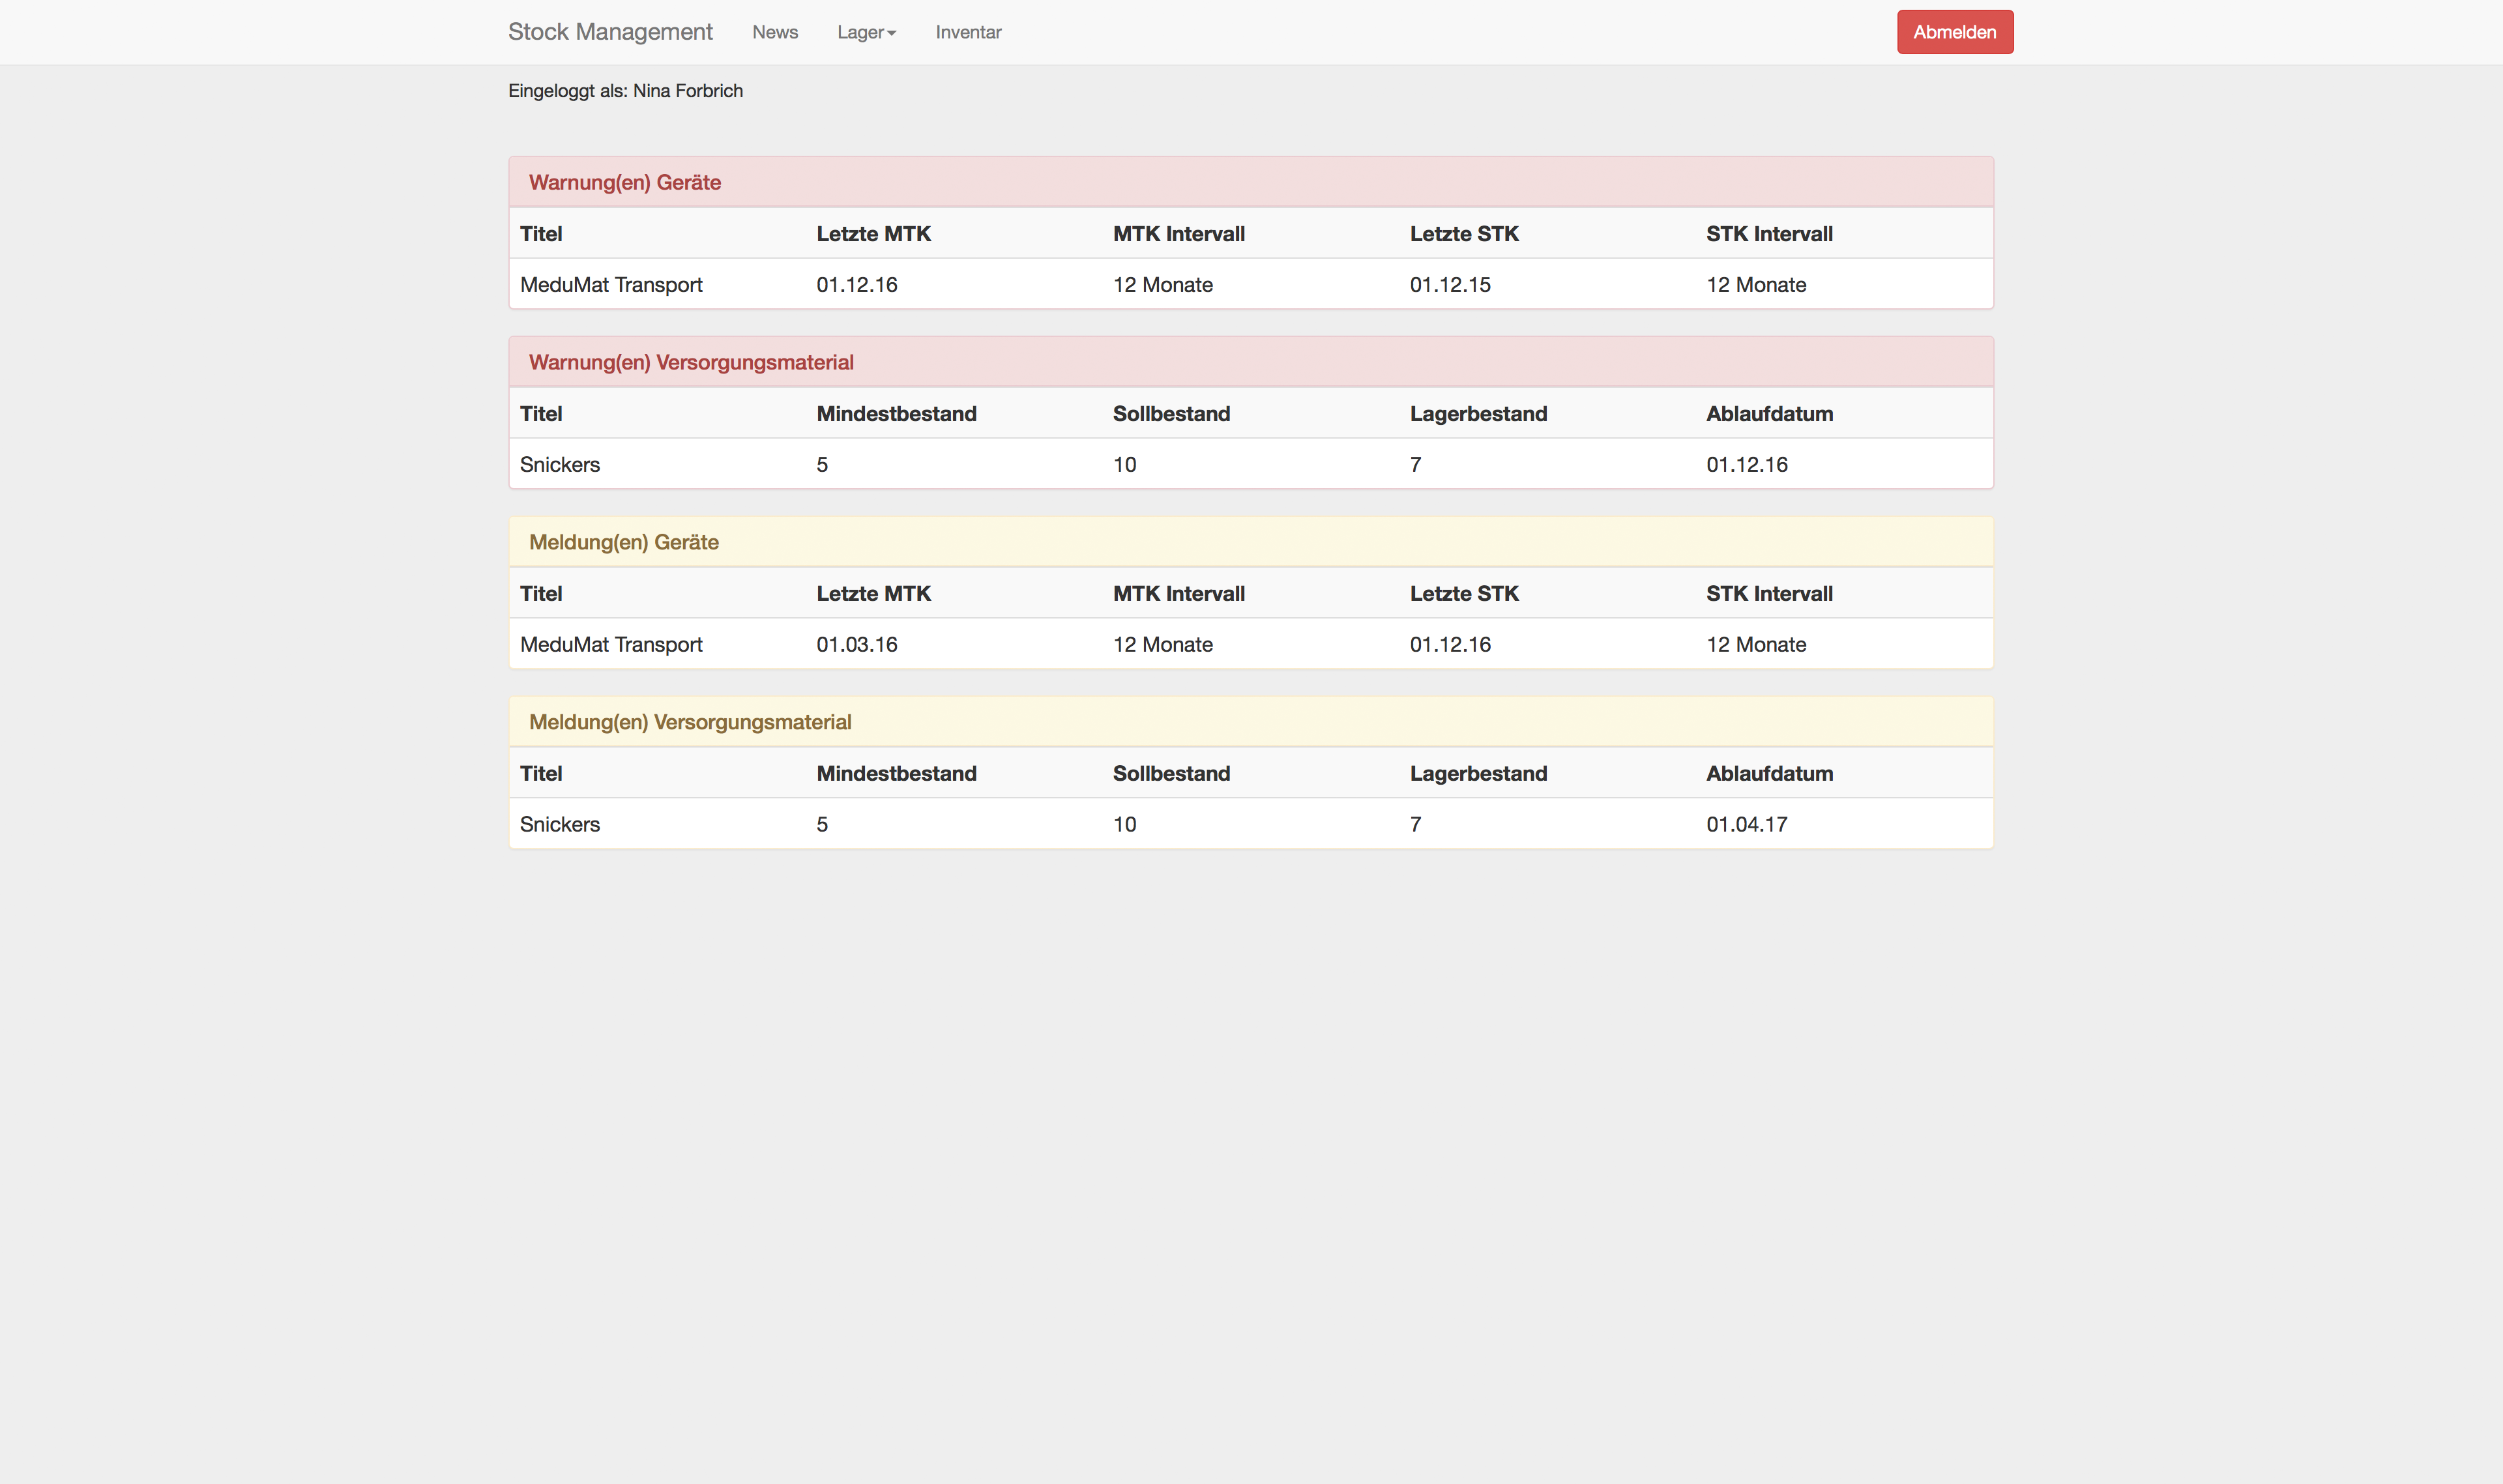 Stock Management News Lager Inventar Abmelden
Eingeloggt als: Nina Forbrich
Warnung(en) Geräte
Titel Letzte MTK MTK Intervall Letzte STK STK Intervall
MeduMat Transport 01.12.16 12 Monate 01.12.15 12 Monate
Warnung(en) Versorgungsmaterial
Titel Mindestbestand Sollbestand Lagerbestand Ablaufdatum
Snickers 5 10 7 01.12.16
Meldung(en) Geräte
Titel Letzte MTK MTK Intervall Letzte STK STK Intervall
MeduMat Transport 01.03.16 12 Monate 01.12.16 12 Monate
Meldung(en) Versorgungsmaterial
Titel Mindestbestand Sollbestand Lagerbestand Ablaufdatum
Snickers 5 10 7 01.04.17